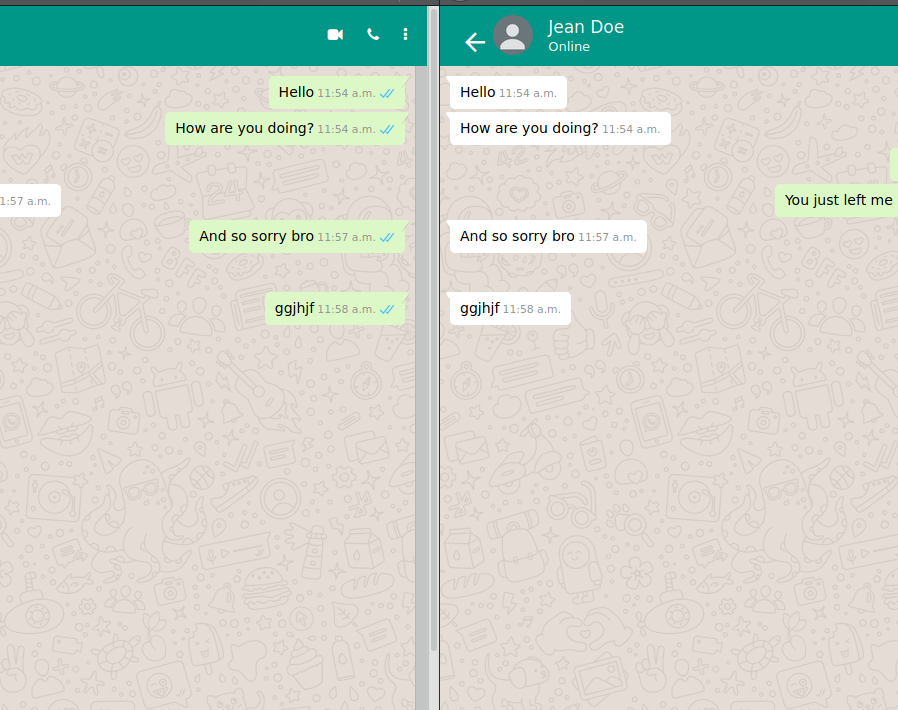 Hello 11:54 a.m.
How are you doing? 11:54 a.m.
1:57 a.m.
And so sorry bro 11:57 a.m.
ggjhjf 11:58 a.m.
Jean Doe
Online
Hello 11:54 a.m.
How are you doing? 11:54 a.m.
You just left me
And so sorry bro 11:57 a.m.
ggjhjf 11:58 a.m.